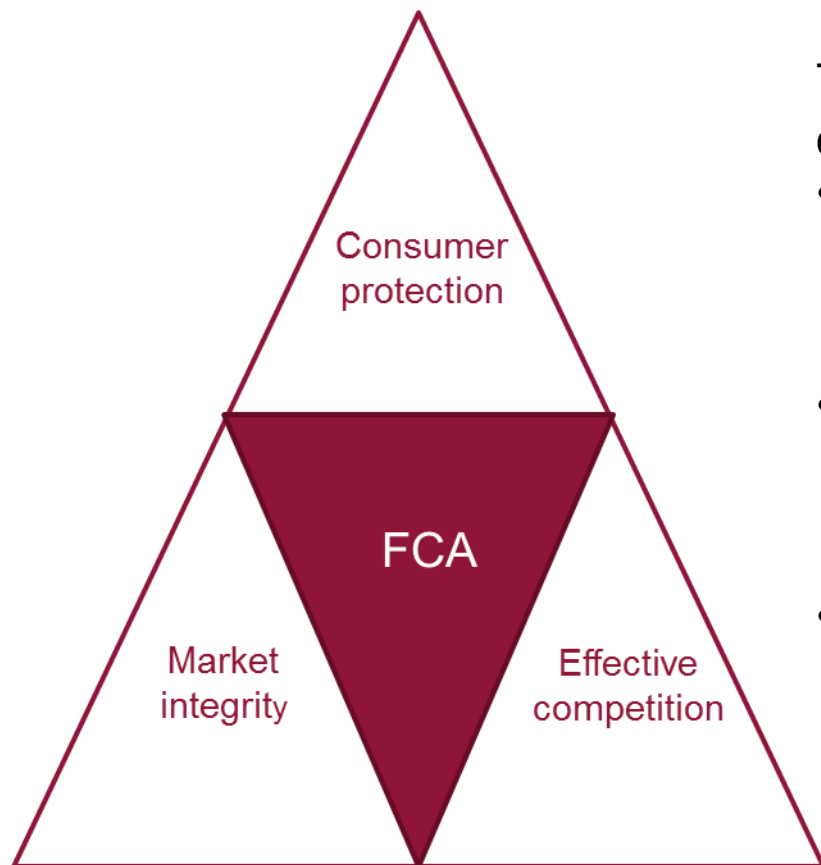 Consumer
protection
FCA
Market
integrity
Effective
competition